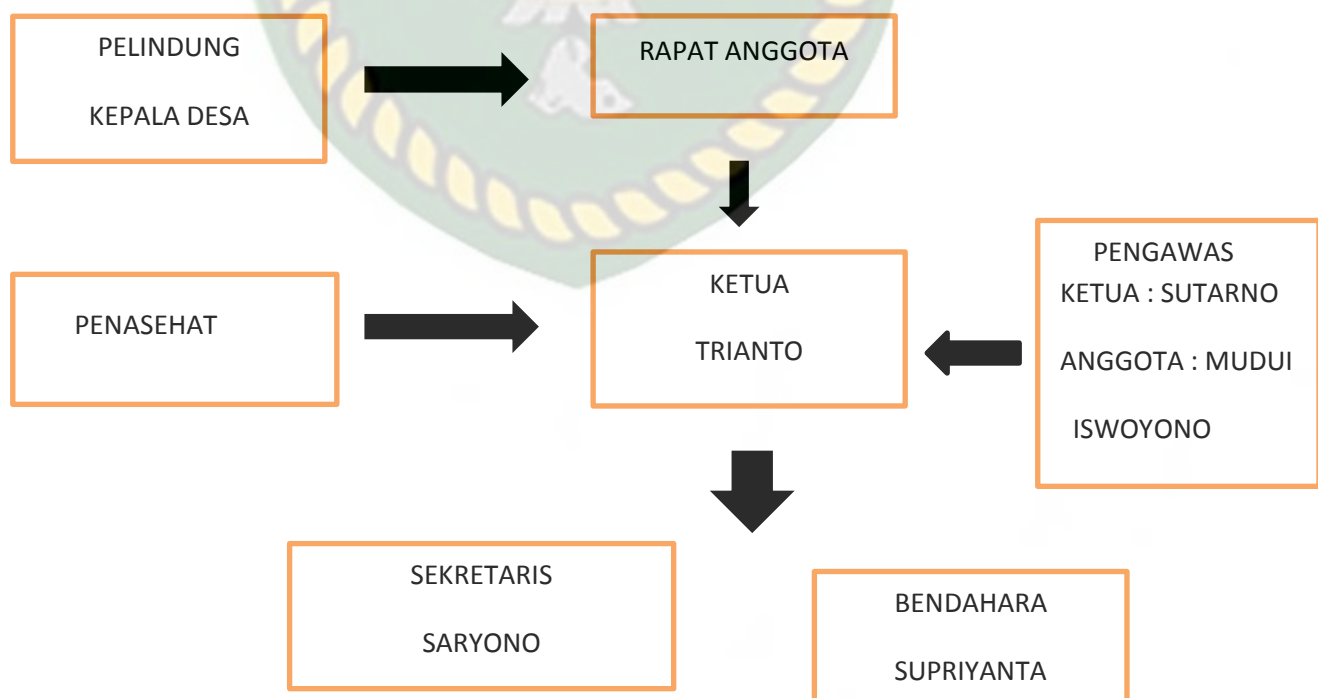 PELINDUNG
KEPALA DESA
RAPAT ANGGOTA
PENASEHAT
KETUA
TRIANTO
PENGAWAS
KETUA : SUTARNO
ANGGOTA : MUDUI
ISWOYONO
SEKRETARIS
SARYONO
BENDAHARA
SUPRIYANTA